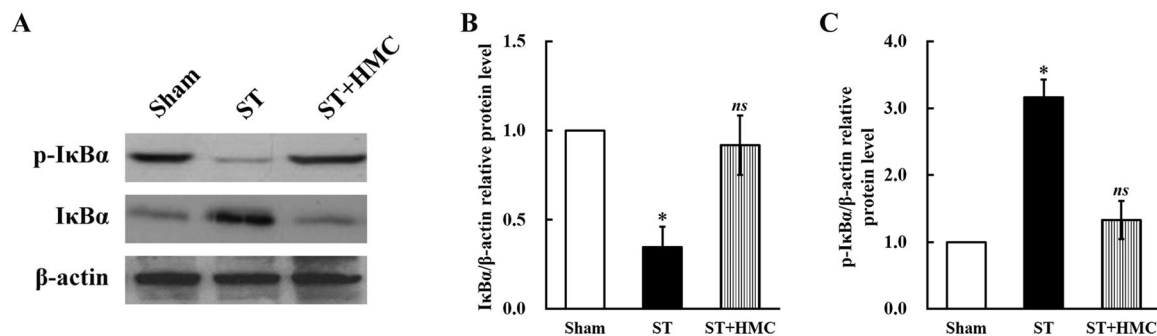 A
Sham
ST
ST+HMC
p-IκBα
IκBα
β-actin
B
IκBα/β-actin relative protein level
1.5
1.0
0.5
0.0
*
ns
Sham
ST
ST+HMC
C
p-IκBα/β-actin relative
protein level
4.0
3.0
2.0
1.0
0.0
*
ns
Sham
ST
ST+HMC